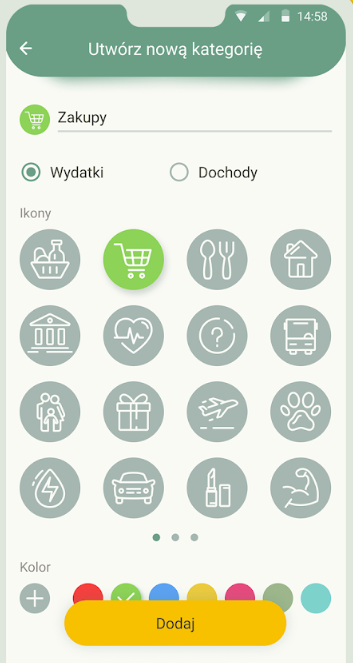 14:58
Utwórz nową kategorię
Zakupy
Wydatki
Dochody
Ikony
?
Kolor
Dodaj